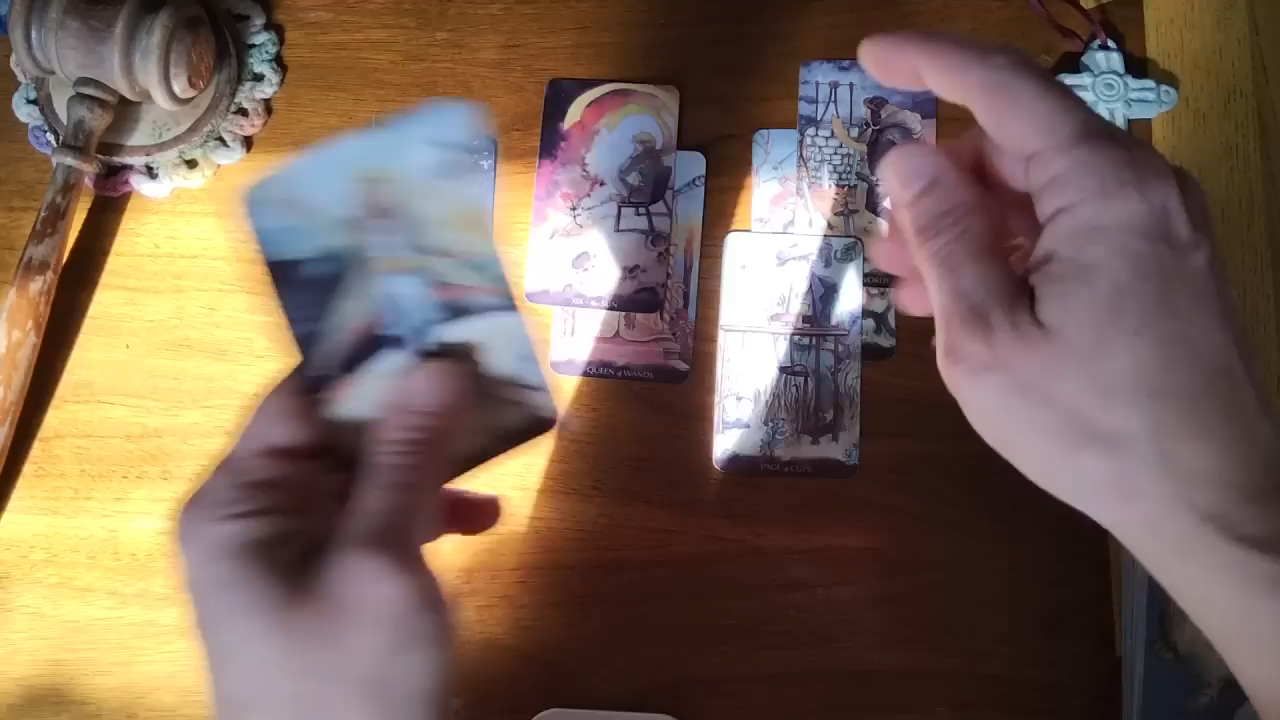 XIX • the SUN
QUEEN of WANDS
PAGE of CUPS